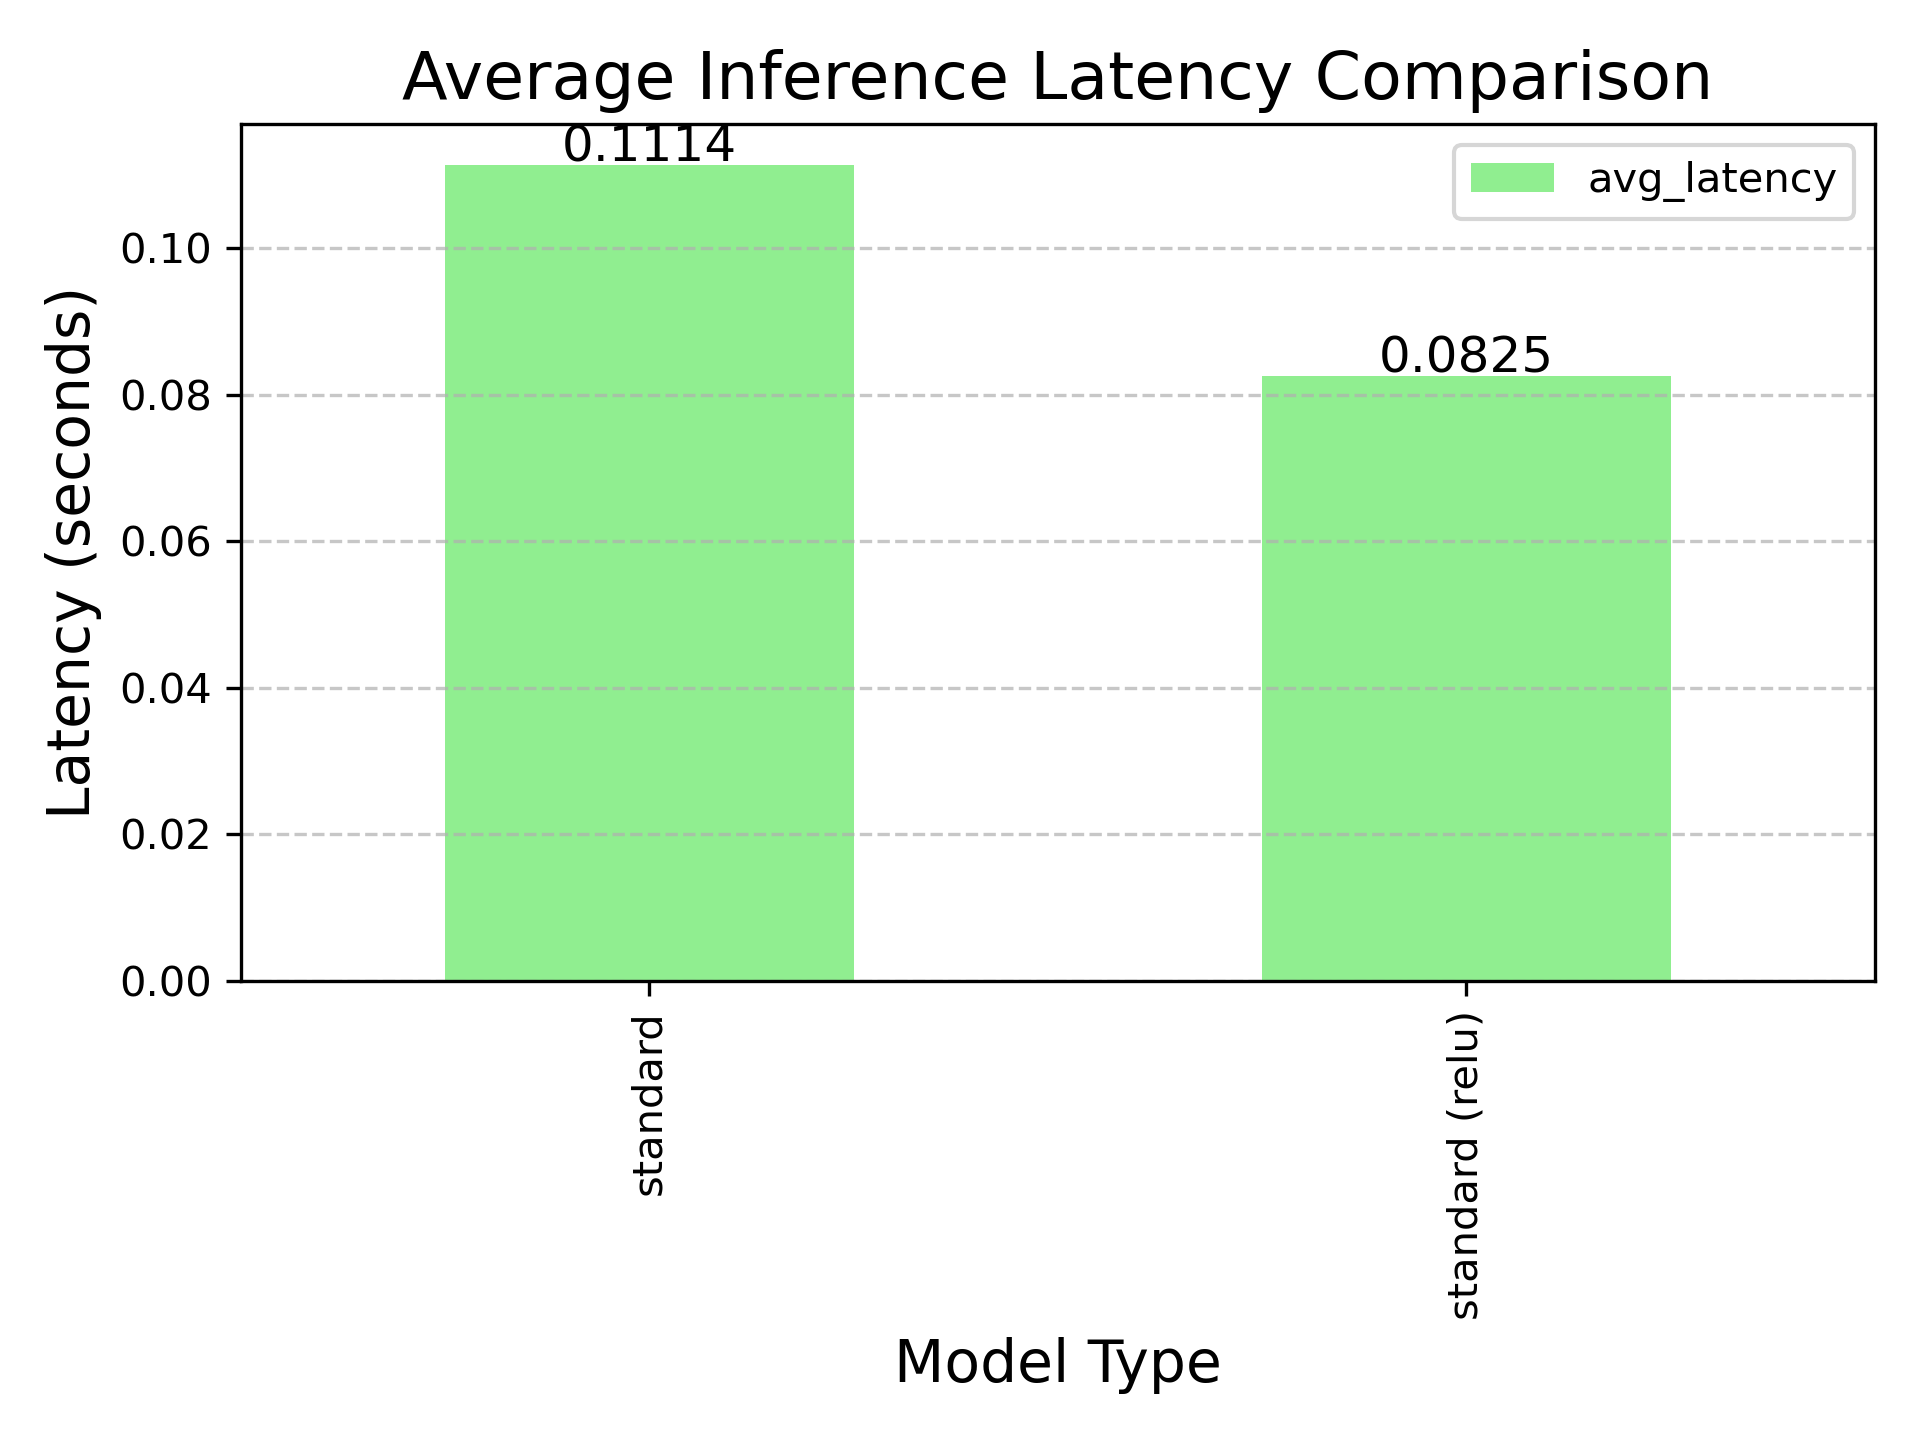 Average Inference Latency Comparison
0.1114
avg_latency
0.10
0.0825
0.08
Latency (seconds)
0.06
0.04
0.02
0.00
standard
standard (relu)
Model Type